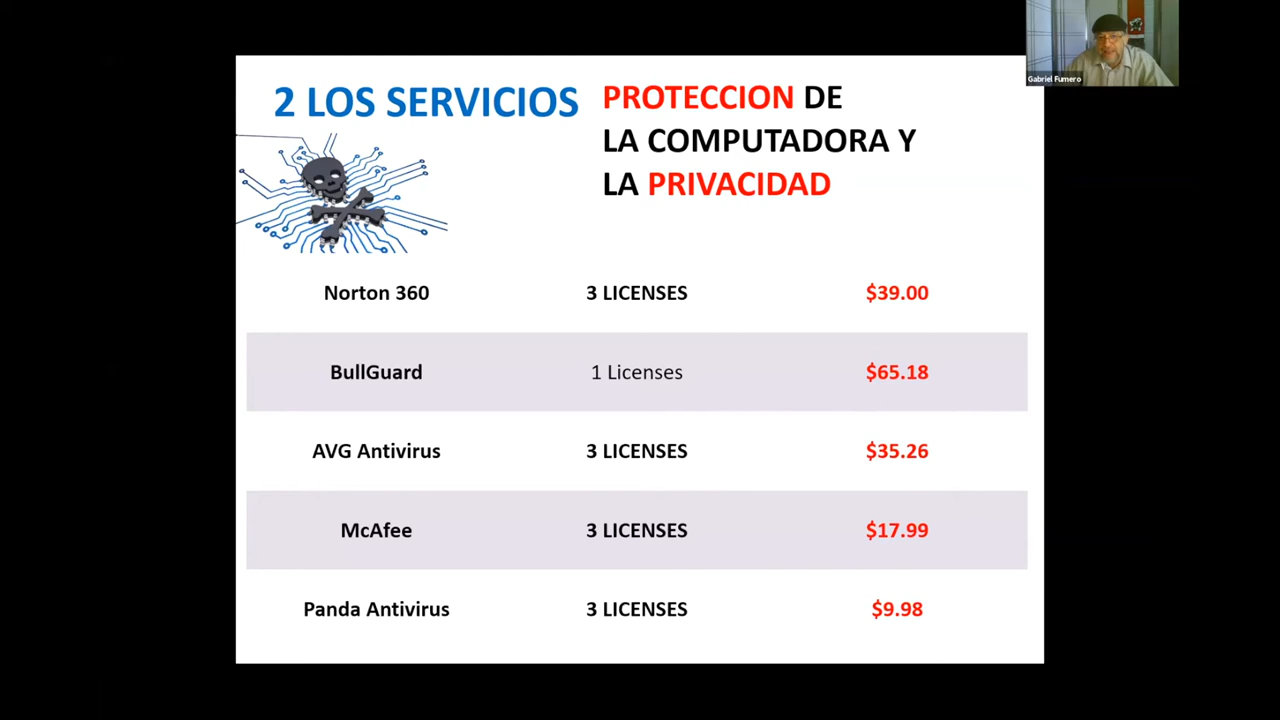 Gabriel Fumero
2 LOS SERVICIOS
PROTECCION DE
LA COMPUTADORA Y
LA PRIVACIDAD
Norton 360 3 LICENSES $39.00
BullGuard 1 Licenses $65.18
AVG Antivirus 3 LICENSES $35.26
McAfee 3 LICENSES $17.99
Panda Antivirus 3 LICENSES $9.98